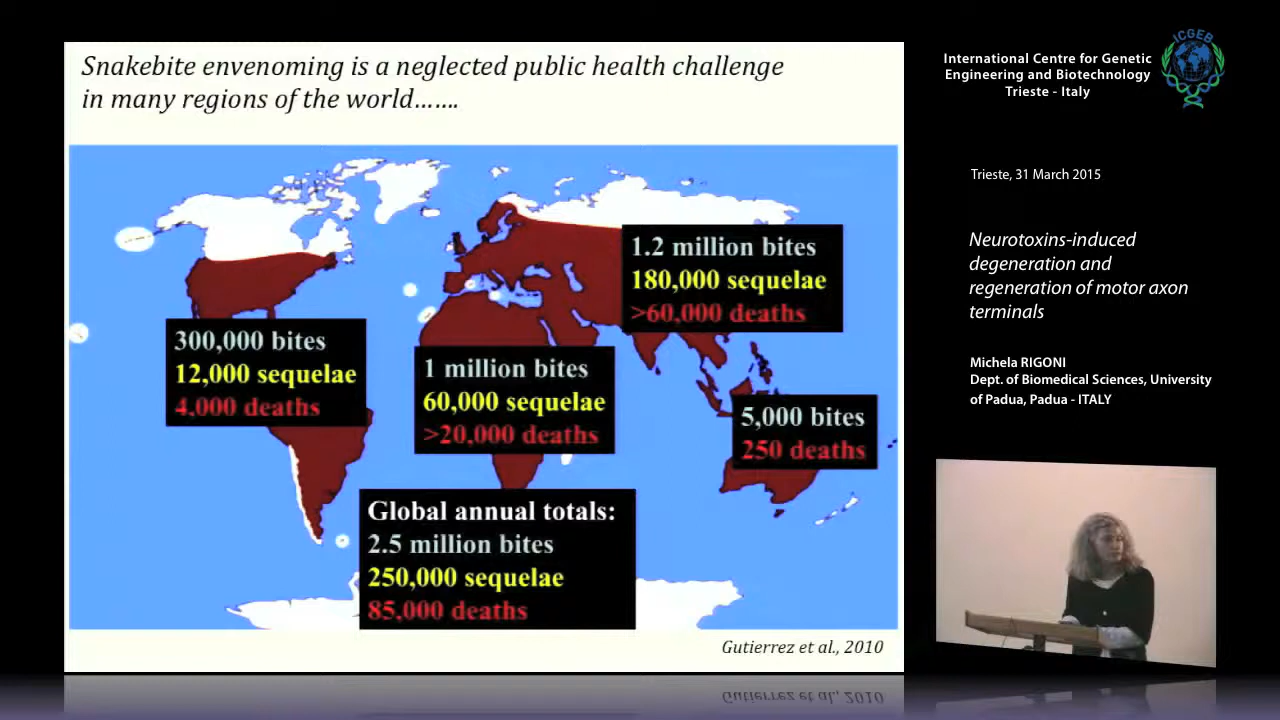 Snakebite envenoming is a neglected public health challenge
in many regions of the world.......
300,000 bites
12,000 sequelae
4,000 deaths
1 million bites
60,000 sequelae
>20,000 deaths
1.2 million bites
180,000 sequelae
>60,000 deaths
5,000 bites
250 deaths
Global annual totals:
2.5 million bites
250,000 sequelae
85,000 deaths
Gutierrez et al., 2010
International Centre for Genetic
Engineering and Biotechnology
Trieste - Italy
ICGEB
Trieste, 31 March 2015
Neurotoxins-induced
degeneration and
regeneration of motor axon
terminals
Michela RIGONI
Dept. of Biomedical Sciences, University
of Padua, Padua - ITALY